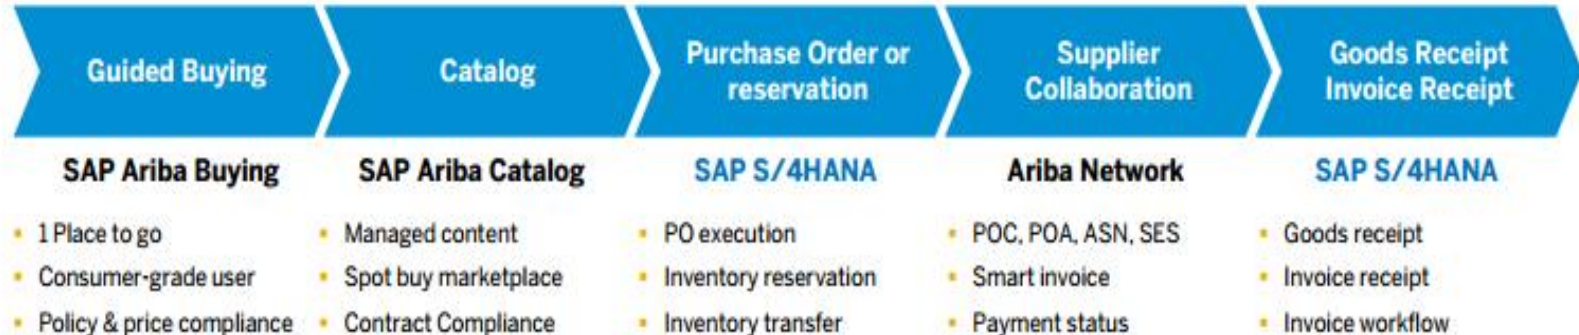 Guided Buying
Catalog
Purchase Order or
reservation
Supplier
Collaboration
Goods Receipt
Invoice Receipt
SAP Ariba Buying
SAP Ariba Catalog
SAP S/4HANA
Ariba Network
SAP S/4HANA
1 Place to go
Consumer-grade user
Policy & price compliance
Managed content
Spot buy marketplace
Contract Compliance
PO execution
Inventory reservation
Inventory transfer
POC, POA, ASN, SES
Smart invoice
Payment status
Goods receipt
Invoice receipt
Invoice workflow